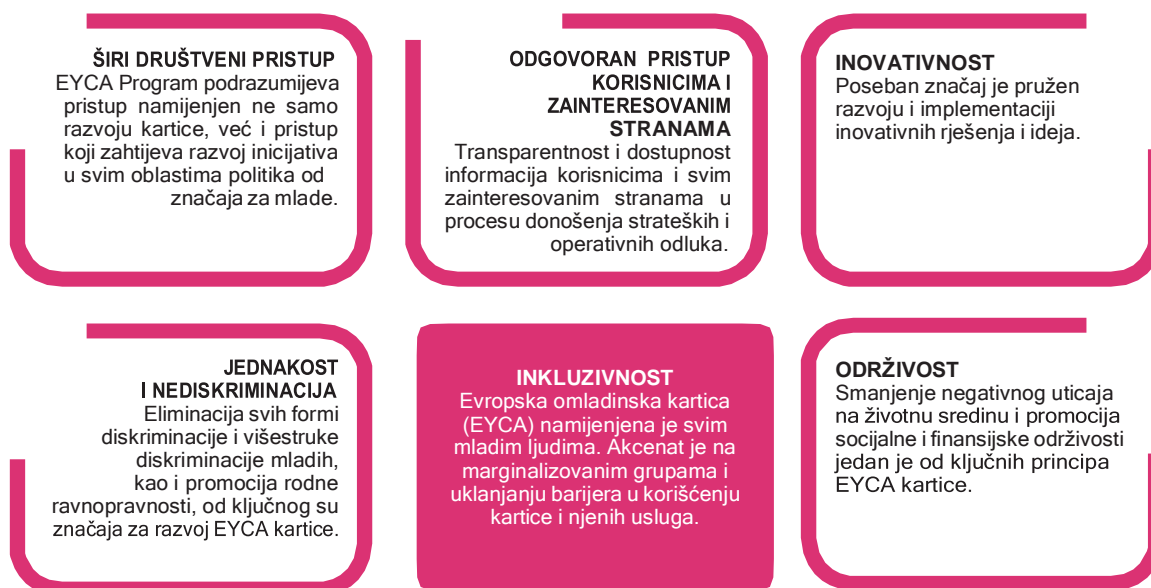 ŠIRI DRUŠTVENI PRISTUP
EYCA Program podrazumijeva
pristup namijenjen ne samo
razvoju kartice, već i pristup
koji zahtijeva razvoj inicijativa
u svim oblastima politika od
značaja za mlade.
ODGOVORAN PRISTUP
KORISNICIMA I
ZAINTERESOVANIM
STRANAMA
Transparentnost i dostupnost
informacija korisnicima i svim
zainteresovanim stranama u
procesu donošenja strateških i
operativnih odluka.
INOVATIVNOST
Poseban značaj je pružen
razvoju i implementaciji
inovativnih rješenja i ideja.
JEDNAKOST
I NEDISKRIMINACIJA
Eliminacija svih formi
diskriminacije i višestruke
diskriminacije mladih,
kao i promocija rodne
ravnopravnosti, od ključnog su
značaja za razvoj EYCA kartice.
INKLUZIVNOST
Evropska omladinska kartica
(EYCA) namijenjena je svim
mladim ljudima. Akcenat je na
marginalizovanim grupama i
uklanjanju barijera u korišćenju
kartice i njenih usluga.
ODRŽIVOST
Smanjenje negativnog uticaja
na životnu sredinu i promocija
socijalne i finansijske održivosti
jedan je od ključnih principa
EYCA kartice.